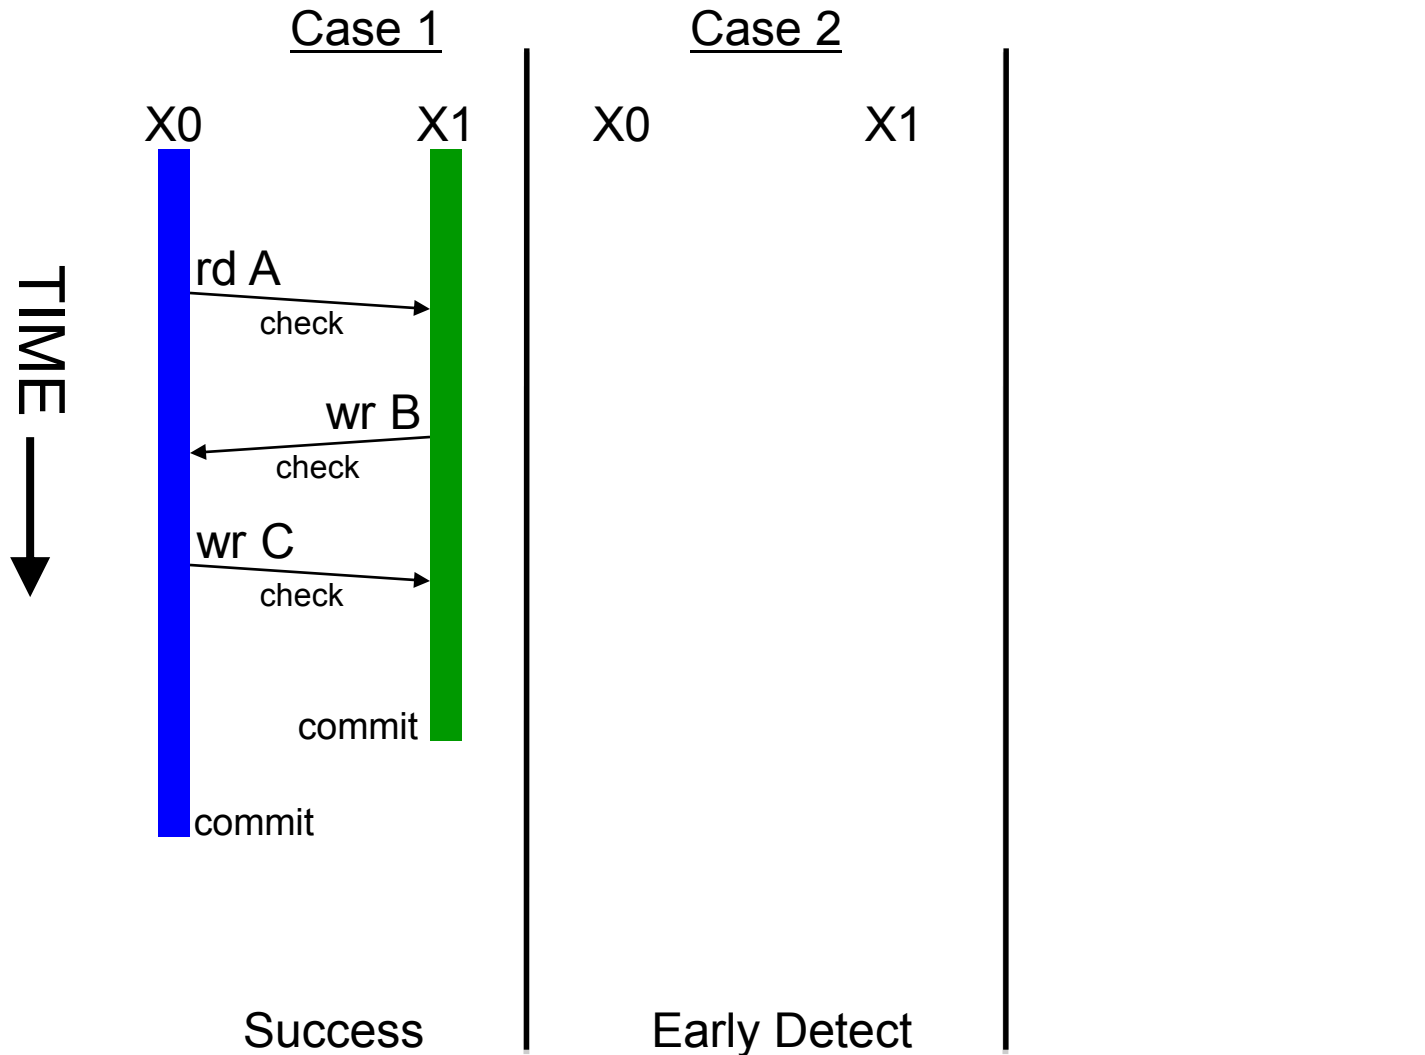 Case 1
Case 2
X0
X1
X0
X1
TIME
rd A
check
wr B
check
wr C
check
commit
commit
Success
Early Detect